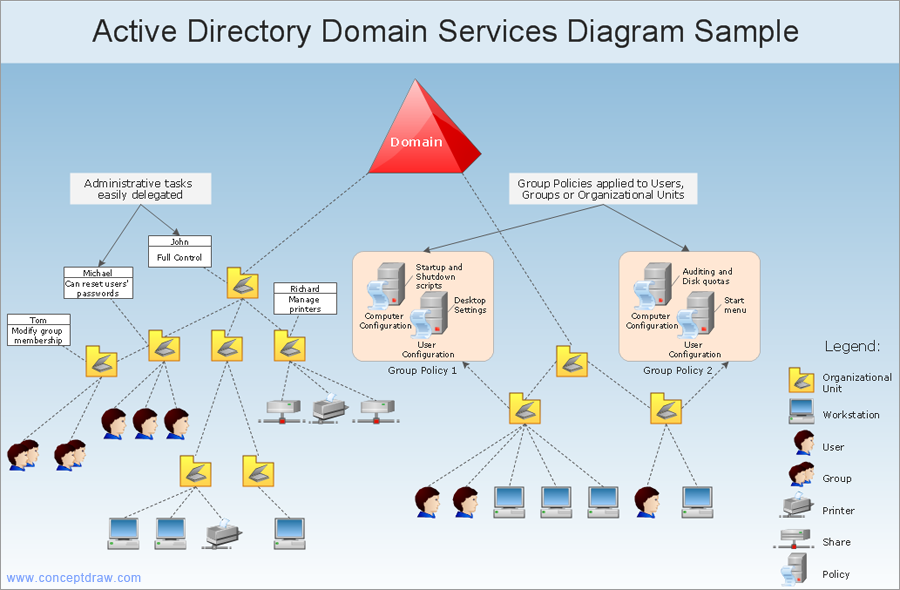 Active Directory Domain Services Diagram Sample
Domain
Administrative tasks
easily delegated
Group Policies applied to Users,
Groups or Organizational Units
John
Full Control
Michael
Can reset users'
passwords
Richard
Manage
printers
Tom
Modify group
membership
Startup and
Shutdown
scripts
Desktop
Settings
Computer
Configuration
User
Configuration
Group Policy 1
Auditing and
Disk quotas
Start
menu
Computer
Configuration
User
Configuration
Group Policy 2
Legend:
Organizational
Unit
Workstation
User
Group
Printer
Share
Policy
www.conceptdraw.com